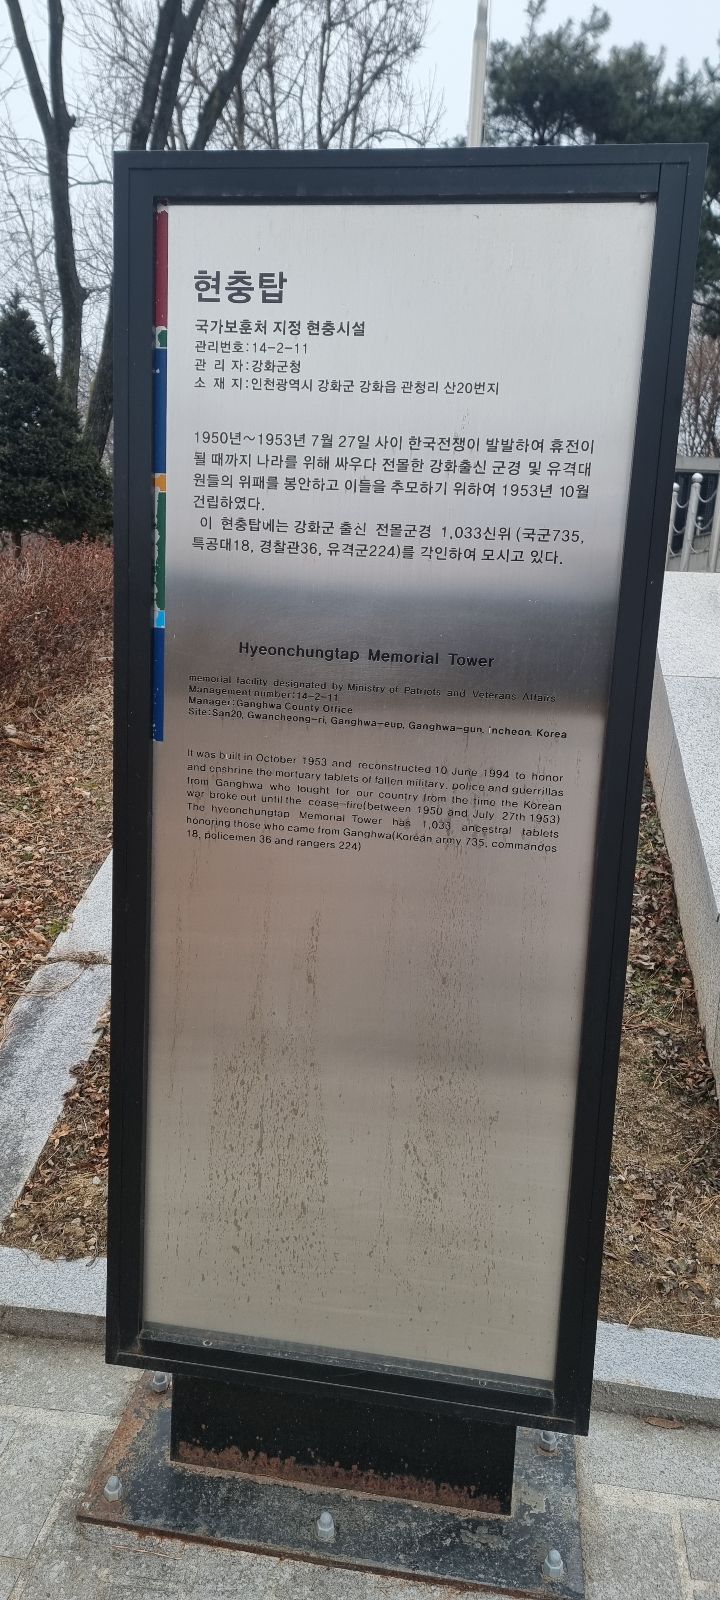 현충탑
국가보훈처 지정 현충시설
관리번호:14-2-11
관 리 자:강화군청
소 재 지:인천광역시 강화군 강화읍 관청리 산20번지
1950년~1953년 7월 27일 사이 한국전쟁이 발발하여 휴전이
될 때까지 나라를 위해 싸우다 전몰한 강화출신 군경 및 유격대
원들의 위패를 봉안하고 이들을 추모하기 위하여 1953년 10월
건립하였다.
이 현충탑에는 강화군 출신 전몰군경 1,033신위 (국군735,
특공대18, 경찰관36, 유격군224)를 각인하여 모시고 있다.
Hyeonchungtap Memorial Tower
memorial facility designated by Ministry of Patriots and Veterans Affairs
Management number:14-2-11
Manager:Ganghwa County Office
Site:San20, Gwancheong-ri, Ganghwa-eup, Ganghwa-gun, Incheon, Korea
It was built in October 1953 and reconstructed 10 June 1994 to honor
and enshrine the mortuary tablets of fallen military, police and guerrillas
from Ganghwa who fought for our country from the time the Korean
war broke out until the cease-fire(between 1950 and July 27th 1953)
The hyeonchungtap Memorial Tower has 1,033 ancestral tablets
honoring those who came from Ganghwa(Korean army 735, commandos
18, policemen 36 and rangers 224)